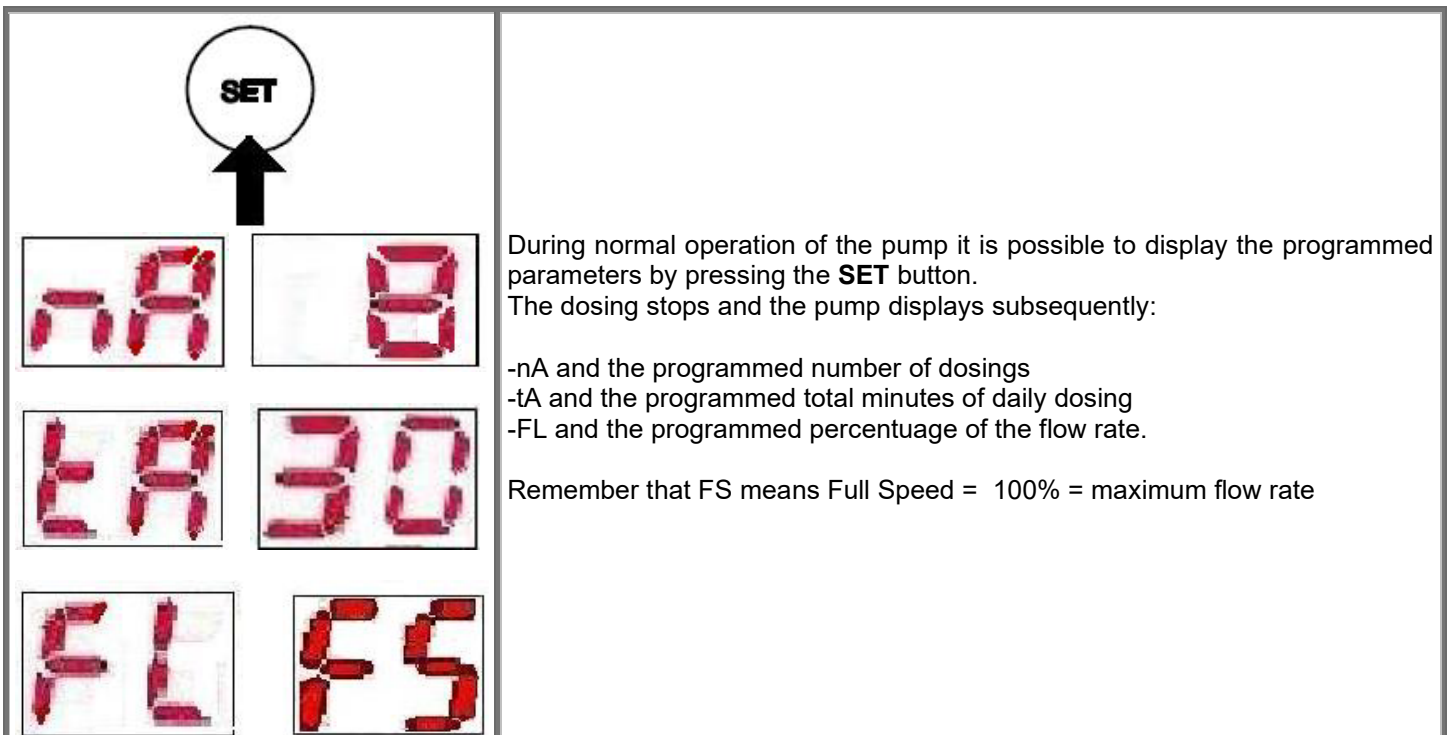 SET
nA 8
tA 30
FL FS
During normal operation of the pump it is possible to display the programmed
parameters by pressing the SET button.
The dosing stops and the pump displays subsequently:
-nA and the programmed number of dosings
-tA and the programmed total minutes of daily dosing
-FL and the programmed percentuage of the flow rate.
Remember that FS means Full Speed = 100% = maximum flow rate